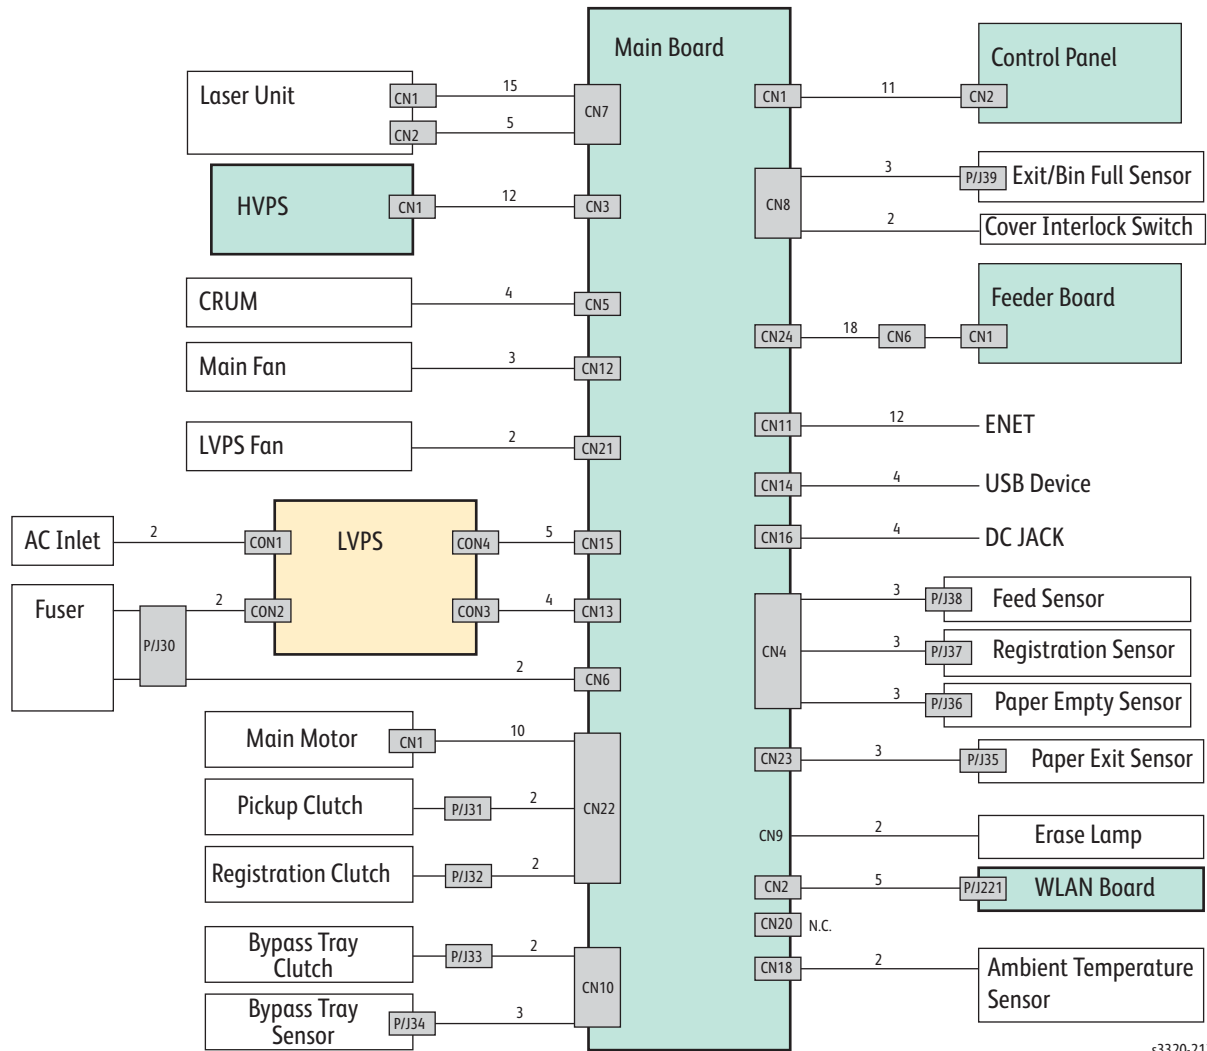 Main Board
Laser Unit
CN1
15
CN2
5
CN7
HVPS
CN1
12
CN3
CRUM
4
CN5
Main Fan
3
CN12
LVPS Fan
2
CN21
AC Inlet
2
CON1
LVPS
CON4
5
CN15
Fuser
P/J30
2
CON2
CON3
4
CN13
2
CN6
Main Motor
CN1
10
Pickup Clutch
P/J31
2
CN22
Registration Clutch
P/J32
2
Bypass Tray
Clutch
P/J33
2
CN10
Bypass Tray
Sensor
P/J34
3
CN1
11
CN2
Control Panel
CN8
3
P/J39
Exit/Bin Full Sensor
2
Cover Interlock Switch
Feeder Board
CN24
18
CN6
CN1
CN11
12
ENET
CN14
4
USB Device
CN16
4
DC JACK
CN4
3
P/J38
Feed Sensor
3
P/J37
Registration Sensor
3
P/J36
Paper Empty Sensor
CN23
3
P/J35
Paper Exit Sensor
CN9
2
Erase Lamp
CN2
5
P/J221
WLAN Board
CN20
N.C.
CN18
2
Ambient Temperature
Sensor
s3320-21